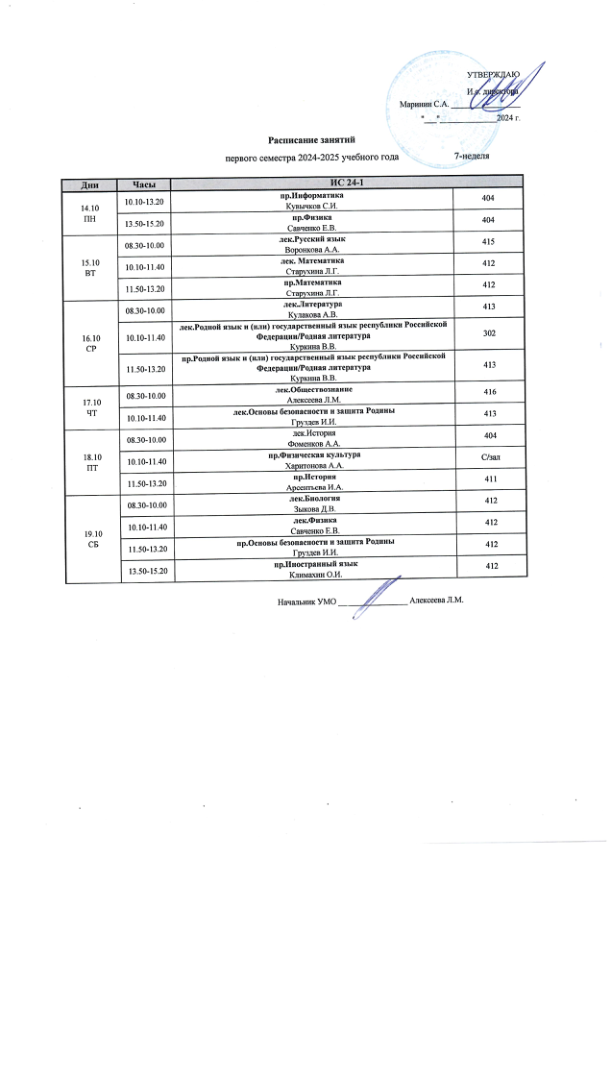 УТВЕРЖДАЮ
И.о. директора
Маринин С.А. ________________
"___"______________2024 г.
Расписание занятий
первого семестра 2024-2025 учебного года 7-неделя
Дни Часы ИС 24-1
14.10
ПН
10.10-13.20 пр.Информатика 404
Кувычков С.И.
13.50-15.20 пр.Физика 404
Савченко Е.В.
15.10
ВТ
08.30-10.00 лек.Русский язык 415
Воронкова А.А.
10.10-11.40 лек. Математика 412
Старухина Л.Г.
11.50-13.20 пр.Математика 412
Старухина Л.Г.
16.10
СР
08.30-10.00 лек.Литература 413
Кулакова А.В.
10.10-11.40 лек.Родной язык и (или) государственный язык республики Российской 302
Федерации/Родная литература
Куркина В.В.
11.50-13.20 пр.Родной язык и (или) государственный язык республики Российской 413
Федерации/Родная литература
Куркина В.В.
17.10
ЧТ
08.30-10.00 лек.Обществознание 416
Алексеева Л.М.
10.10-11.40 лек.Основы безопасности и защита Родины 413
Груздев И.И.
18.10
ПТ
08.30-10.00 лек.История 404
Фоменков А.А.
10.10-11.40 пр.Физическая культура С/зал
Харитонова А.А.
11.50-13.20 пр.История 411
Арсентьева И.А.
19.10
СБ
08.30-10.00 лек.Биология 412
Зыкова Д.В.
10.10-11.40 лек.Физика 412
Савченко Е.В.
11.50-13.20 пр.Основы безопасности и защита Родины 412
Груздев И.И.
13.50-15.20 пр.Иностранный язык 412
Климахин О.И.
Начальник УМО ________________ Алексеева Л.М.